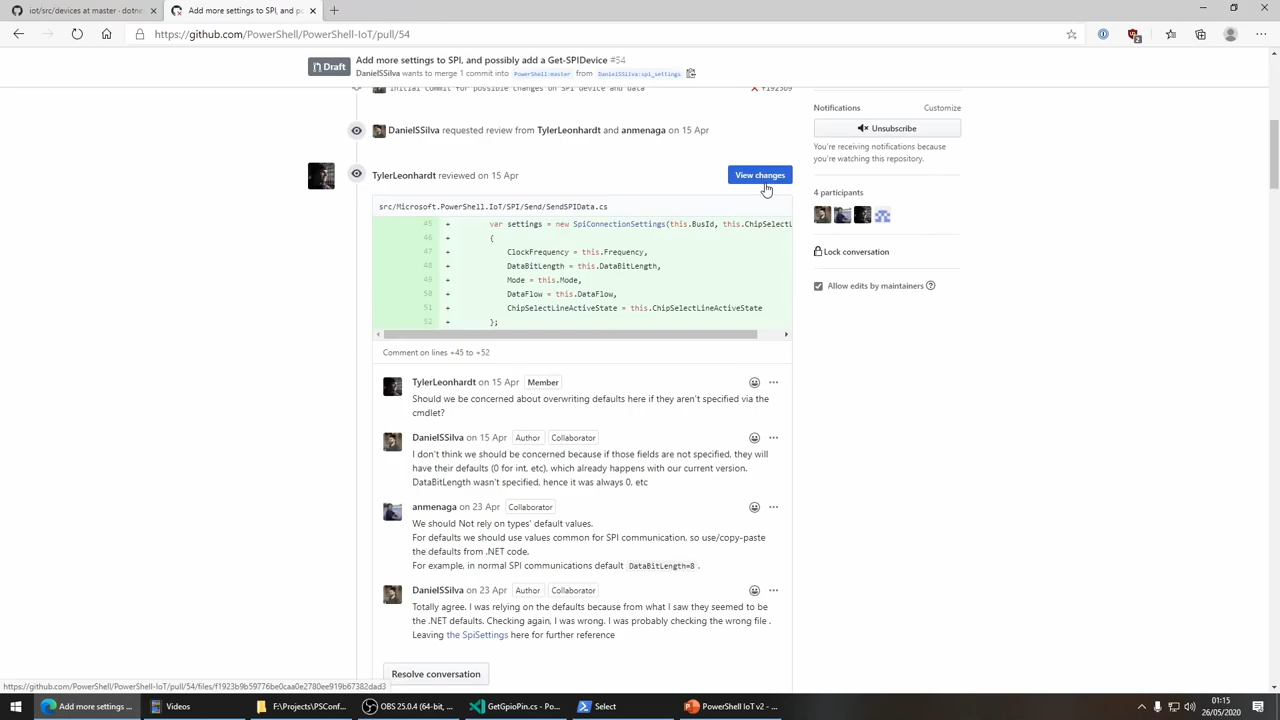 iot/src/devices at master · dotne
Add more settings to SPI, and po
https://github.com/PowerShell/PowerShell-IoT/pull/54
2
Draft
Add more settings to SPI, and possibly add a Get-SPIDevice #54
DanielSSilva wants to merge 1 commit into PowerShell:master from DanielSSilva:spi_settings
Initial commit for possible changes on SPI device and data
f1923b9
DanielSSilva requested review from TylerLeonhardt and anmenaga on 15 Apr
TylerLeonhardt reviewed on 15 Apr
View changes
src/Microsoft.PowerShell.IoT/SPI/Send/SendSPIData.cs
45 + var settings = new SpiConnectionSettings(this.BusId, this.ChipSelectL
46 + {
47 + ClockFrequency = this.Frequency,
48 + DataBitLength = this.DataBitLength,
49 + Mode = this.Mode,
50 + DataFlow = this.DataFlow,
51 + ChipSelectLineActiveState = this.ChipSelectLineActiveState
52 + };
Comment on lines +45 to +52
TylerLeonhardt on 15 Apr Member
Should we be concerned about overwriting defaults here if they aren't specified via the
cmdlet?
DanielSSilva on 15 Apr Author Collaborator
I don't think we should be concerned because if those fields are not specified, they will
have their defaults (0 for int, etc), which already happens with our current version.
DataBitLength wasn't specified, hence it was always 0, etc
anmenaga on 23 Apr Collaborator
We should Not rely on types' default values.
For defaults we should use values common for SPI communication, so use/copy-paste
the defaults from .NET code.
For example, in normal SPI communications default DataBitLength=8 .
DanielSSilva on 23 Apr Author Collaborator
Totally agree. I was relying on the defaults because from what I saw they seemed to be
the .NET defaults. Checking again, I was wrong. I was probably checking the wrong file .
Leaving the SpiSettings here for further reference
Resolve conversation
Notifications
Customize
Unsubscribe
You're receiving notifications because
you're watching this repository.
4 participants
Lock conversation
Allow edits by maintainers
https://github.com/PowerShell/PowerShell-IoT/pull/54/files/f1923b9b59776be0caa0e2780ee919b67382dad3
Add more settings ...
Videos
F:\Projects\PSConf...
OBS 25.0.4 (64-bit, ...
GetGpioPin.cs - Po...
Select
PowerShell IoT v2 - ...
01:15
26/05/2020